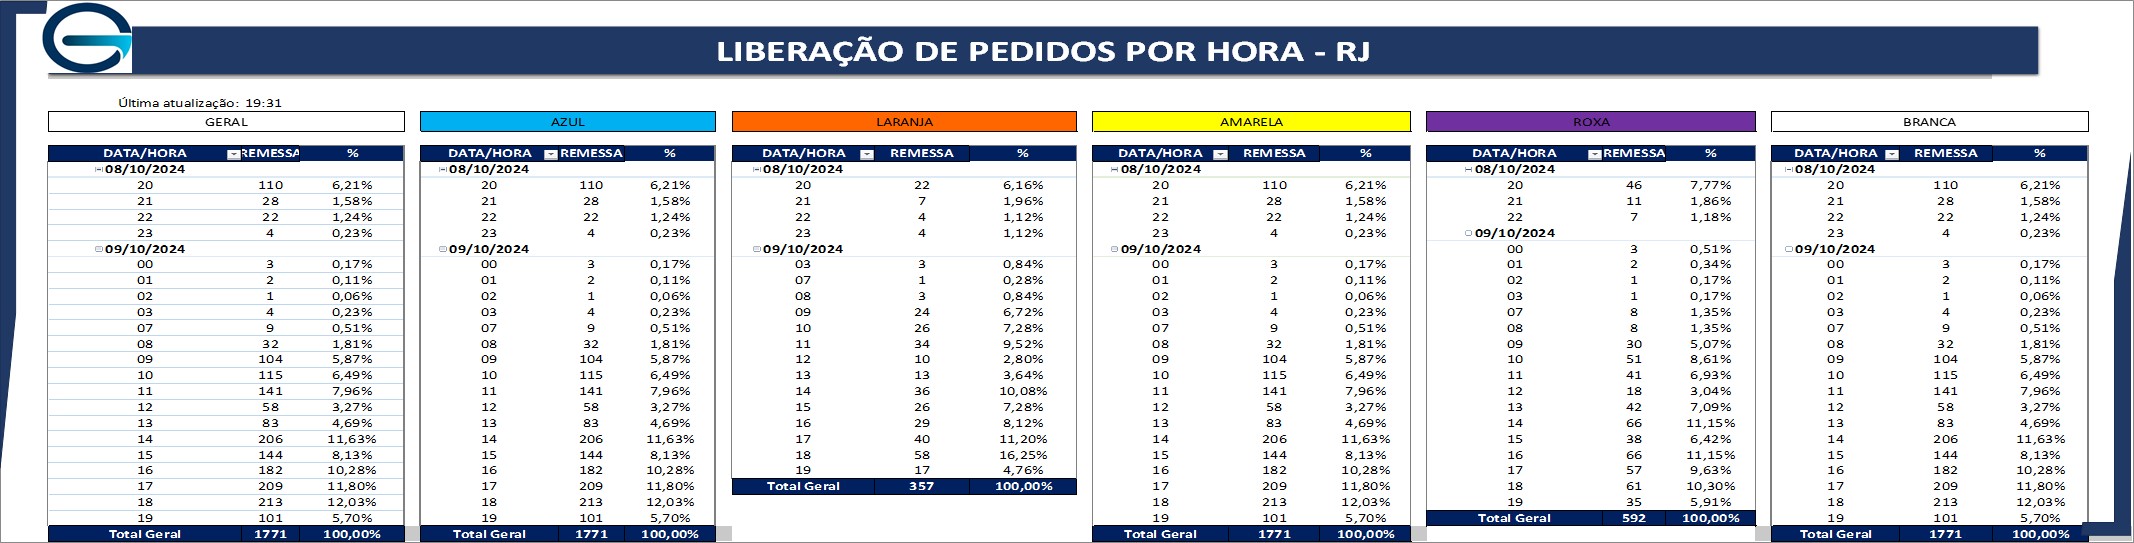 LIBERAÇÃO DE PEDIDOS POR HORA - RJ
Última atualização: 19:31
GERAL AZUL LARANJA AMARELA ROXA BRANCA
DATA/HORA REMESSA % DATA/HORA REMESSA % DATA/HORA REMESSA % DATA/HORA REMESSA % DATA/HORA REMESSA % DATA/HORA REMESSA %
08/10/2024 08/10/2024 08/10/2024 08/10/2024 08/10/2024 08/10/2024
20 110 6,21% 20 110 6,21% 20 22 6,16% 20 110 6,21% 20 46 7,77% 20 110 6,21%
21 28 1,58% 21 28 1,58% 21 7 1,96% 21 28 1,58% 21 11 1,86% 21 28 1,58%
22 22 1,24% 22 22 1,24% 22 4 1,12% 22 22 1,24% 22 7 1,18% 22 22 1,24%
23 4 0,23% 23 4 0,23% 23 4 1,12% 23 4 0,23% 09/10/2024 23 4 0,23%
09/10/2024 09/10/2024 09/10/2024 09/10/2024 00 3 0,51% 09/10/2024
00 3 0,17% 00 3 0,17% 03 3 0,84% 00 3 0,17% 01 2 0,34% 00 3 0,17%
01 2 0,11% 01 2 0,11% 07 1 0,28% 01 2 0,11% 02 1 0,17% 01 2 0,11%
02 1 0,06% 02 1 0,06% 08 3 0,84% 02 1 0,06% 03 1 0,17% 02 1 0,06%
03 4 0,23% 03 4 0,23% 09 24 6,72% 03 4 0,23% 07 8 1,35% 03 4 0,23%
07 9 0,51% 07 9 0,51% 10 26 7,28% 07 9 0,51% 08 8 1,35% 07 9 0,51%
08 32 1,81% 08 32 1,81% 11 34 9,52% 08 32 1,81% 09 30 5,07% 08 32 1,81%
09 104 5,87% 09 104 5,87% 12 10 2,80% 09 104 5,87% 10 51 8,61% 09 104 5,87%
10 115 6,49% 10 115 6,49% 13 13 3,64% 10 115 6,49% 11 41 6,93% 10 115 6,49%
11 141 7,96% 11 141 7,96% 14 36 10,08% 11 141 7,96% 12 18 3,04% 11 141 7,96%
12 58 3,27% 12 58 3,27% 15 26 7,28% 12 58 3,27% 13 42 7,09% 12 58 3,27%
13 83 4,69% 13 83 4,69% 16 29 8,12% 13 83 4,69% 14 66 11,15% 13 83 4,69%
14 206 11,63% 14 206 11,63% 17 40 11,20% 14 206 11,63% 15 38 6,42% 14 206 11,63%
15 144 8,13% 15 144 8,13% 18 58 16,25% 15 144 8,13% 16 66 11,15% 15 144 8,13%
16 182 10,28% 16 182 10,28% 19 17 4,76% 16 182 10,28% 17 57 9,63% 16 182 10,28%
17 209 11,80% 17 209 11,80% Total Geral 357 100,00% 17 209 11,80% 18 61 10,30% 17 209 11,80%
18 213 12,03% 18 213 12,03% 18 213 12,03% 19 35 5,91% 18 213 12,03%
19 101 5,70% 19 101 5,70% 19 101 5,70% Total Geral 592 100,00% 19 101 5,70%
Total Geral 1771 100,00% Total Geral 1771 100,00% Total Geral 1771 100,00% Total Geral 1771 100,00%